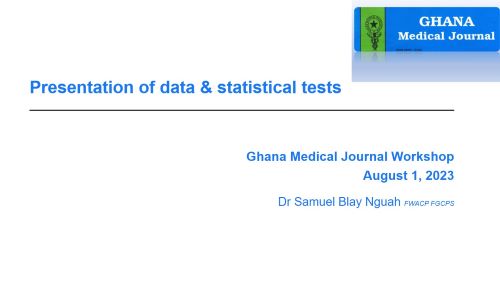 GHANA
Medical Journal
Presentation of data & statistical tests
Ghana Medical Journal Workshop
August 1, 2023
Dr Samuel Blay Nguah FWACP FGCPS